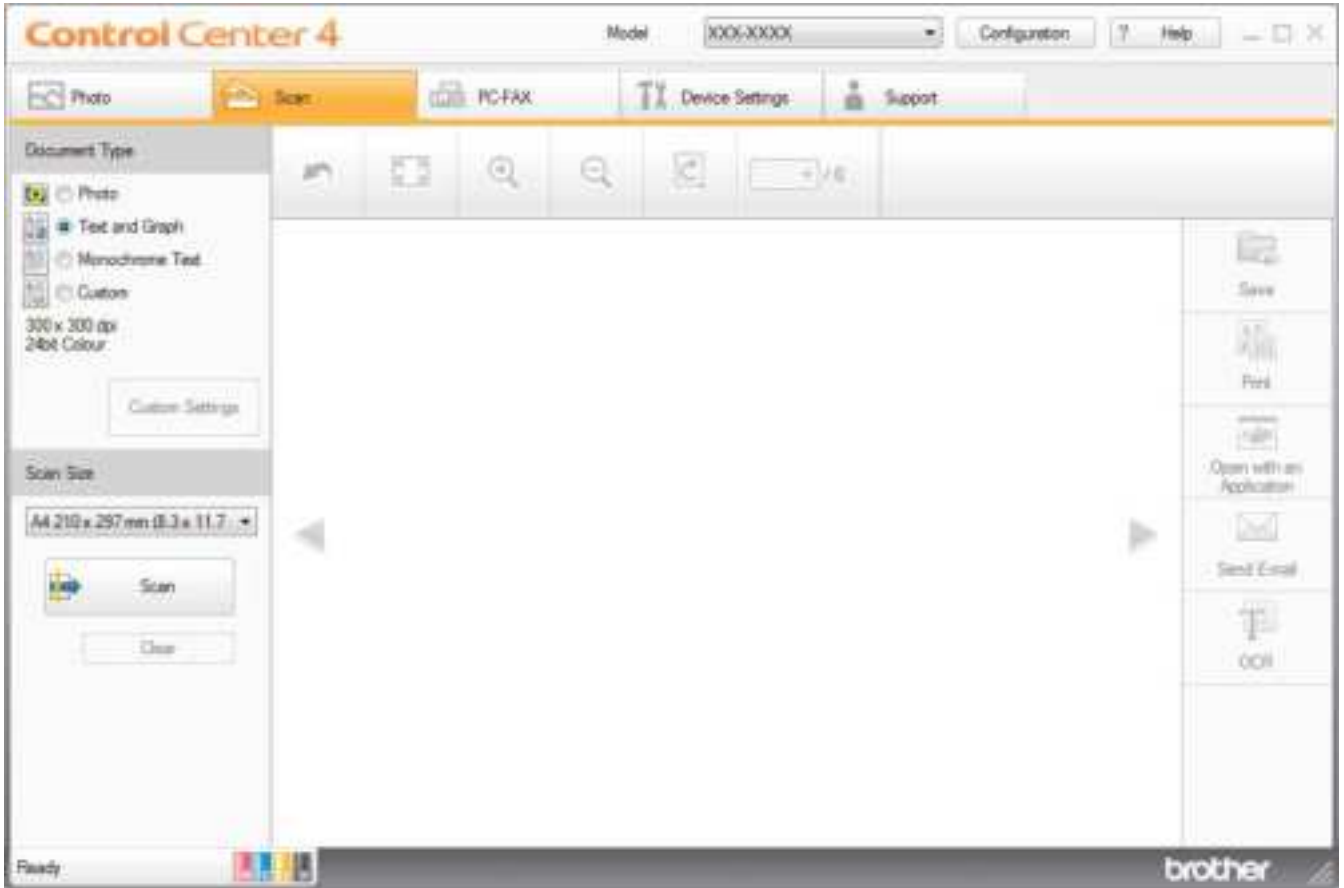 Control Center 4
Model XXX-XXXX Configuration ? Help
Photo Scan PC-FAX Device Settings Support
Document Type
Photo
Text and Graph
Monochrome Text
Custom
300 x 300 dpi
24bit Colour
Custom Settings
Scan Size
A4 210 x 297 mm (8.3 x 11.7
Scan
Clear
/ 0
Save
Print
Open with an
Application
Send E-mail
OCR
Ready
brother